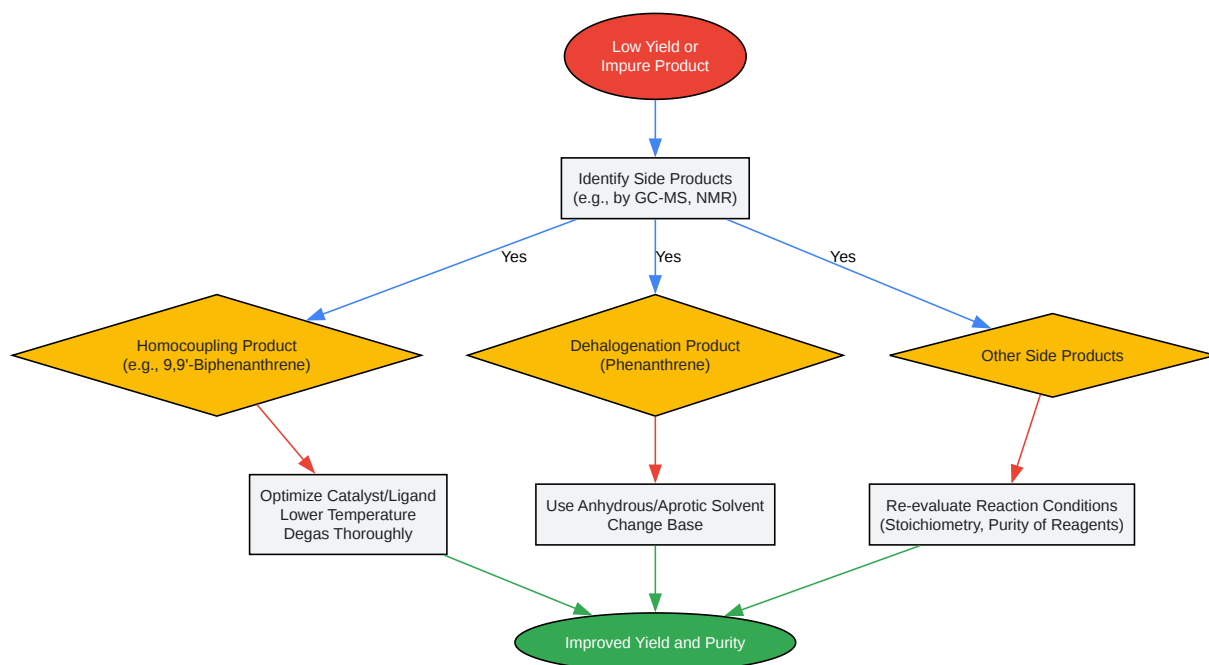 Low Yield or
Impure Product
Identify Side Products
(e.g., by GC-MS, NMR)
Yes
Yes
Yes
Homocoupling Product
(e.g., 9,9'-Biphenanthrene)
Dehalogenation Product
(Phenanthrene)
Other Side Products
Optimize Catalyst/Ligand
Lower Temperature
Degas Thoroughly
Use Anhydrous/Aprotic Solvent
Change Base
Re-evaluate Reaction Conditions
(Stoichiometry, Purity of Reagents)
Improved Yield and Purity